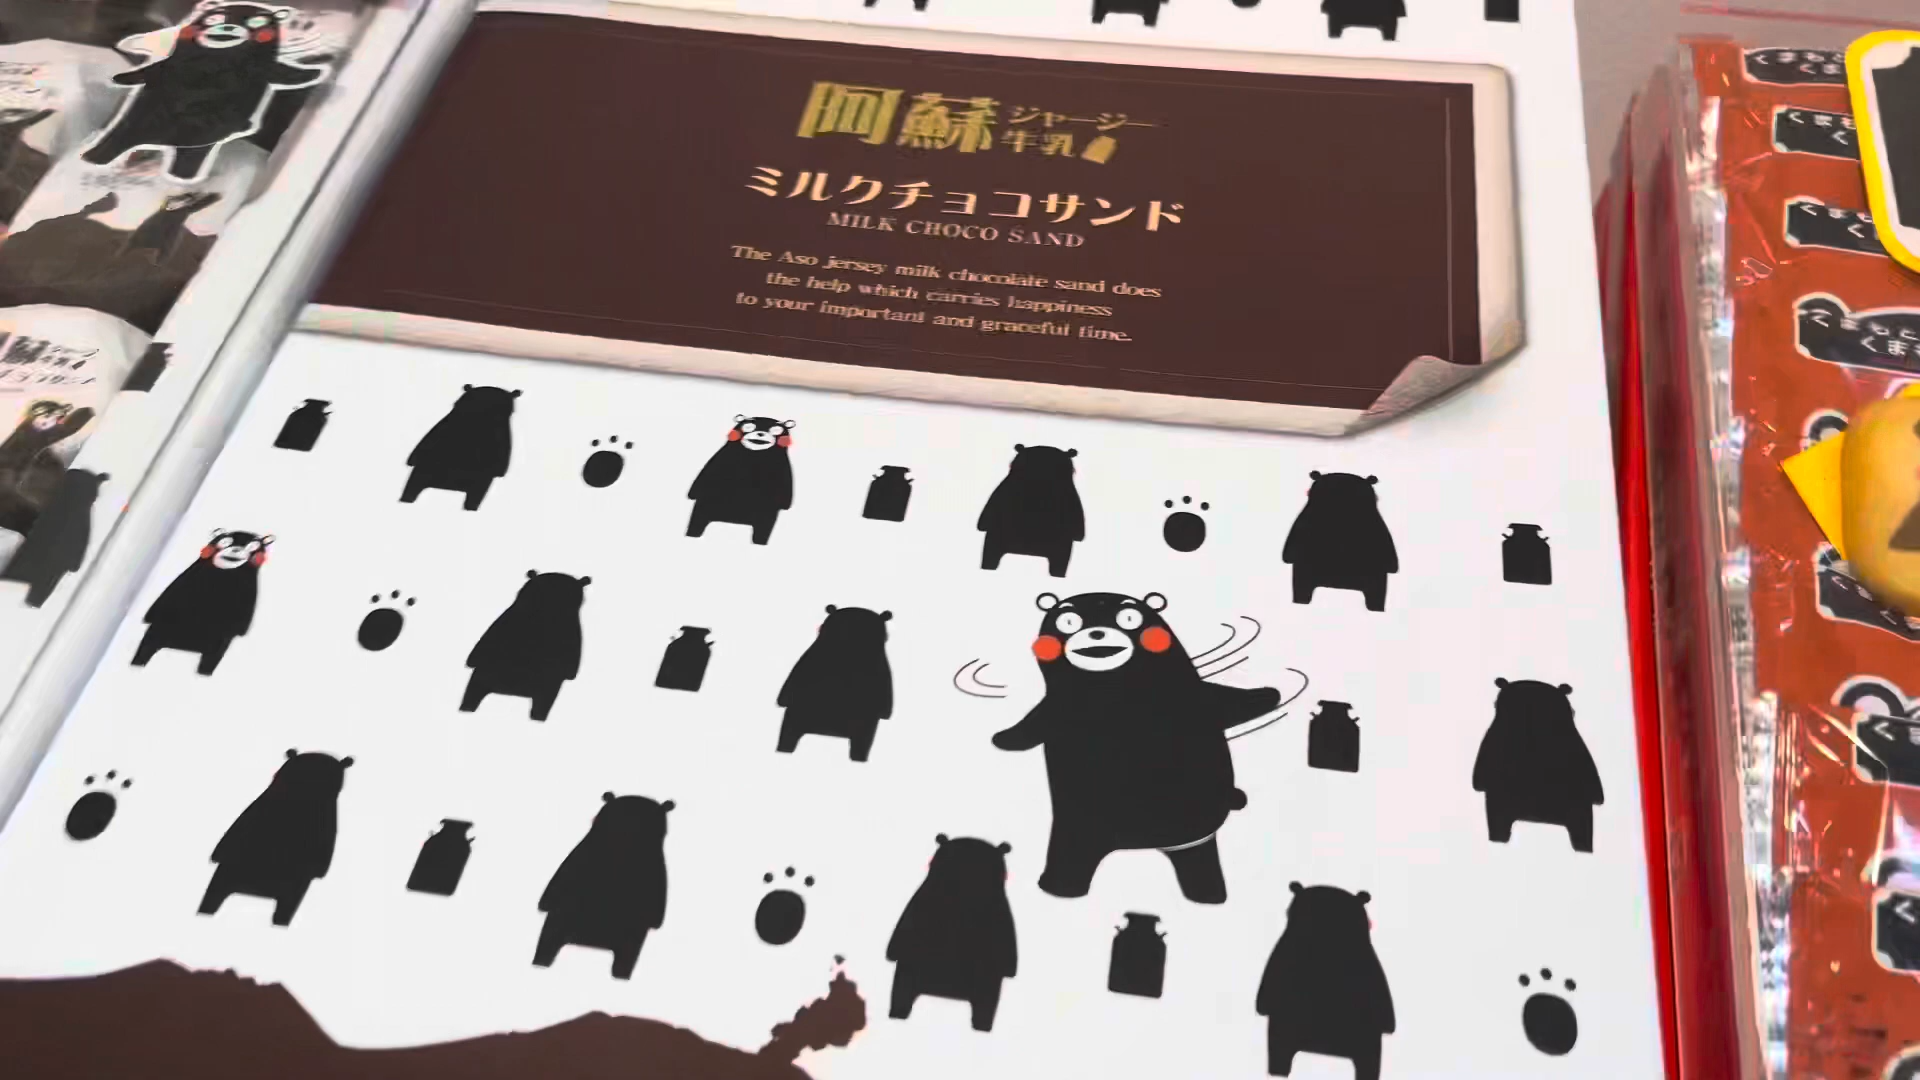 阿蘇ジャージー牛乳
ミルクチョコサンド
MILK CHOCO SAND
The Aso jersey milk chocolate sand does
the help which carries happiness
to your important and graceful time.